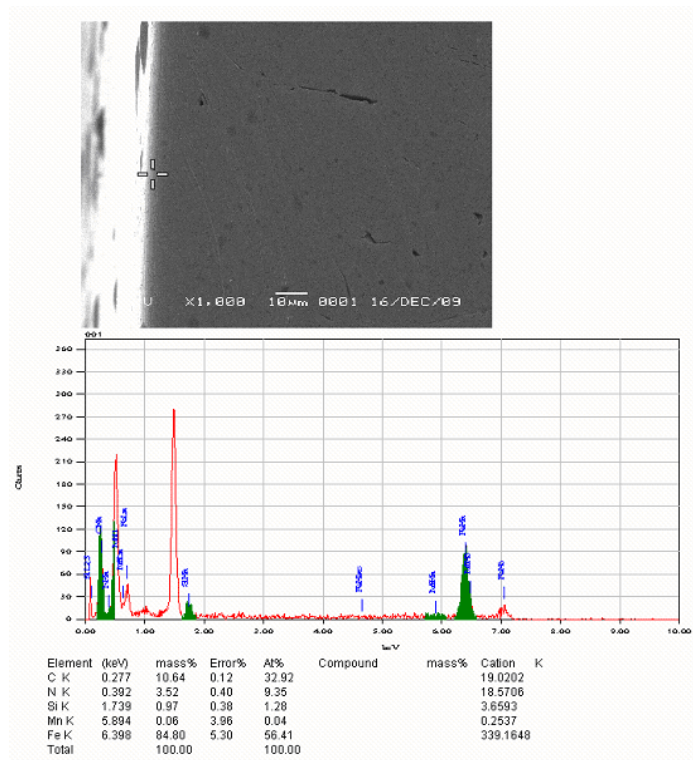 U X1,000 10µm 0001 16/DEC/09
001
360
330
300
270
240
210
180
150
120
90
60
30
0
Counts
0.00 1.00 2.00 3.00 4.00 5.00 6.00 7.00 8.00 9.00 10.00
keV
Element (keV) mass% Error% At% Compound mass% Cation K
C K 0.277 10.64 0.12 32.92 19.0202
N K 0.392 3.52 0.40 9.35 18.5706
Si K 1.739 0.97 0.38 1.28 3.6593
Mn K 5.894 0.06 3.96 0.04 0.2537
Fe K 6.398 84.80 5.30 56.41 339.1648
Total 100.00 100.00